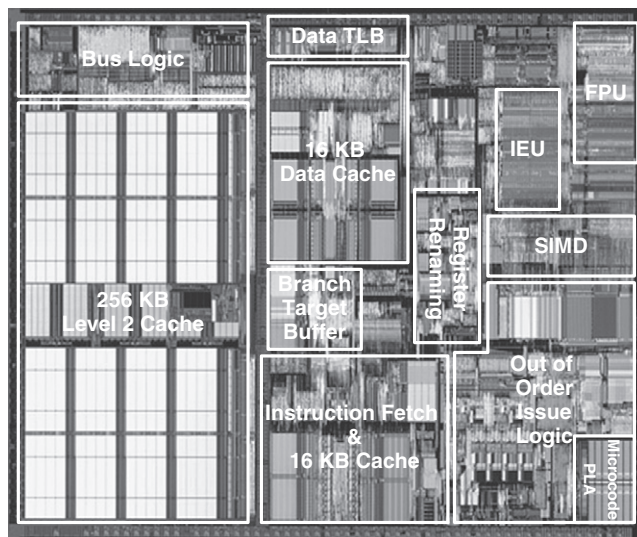 Bus Logic
Data TLB
FPU
16 KB
Data Cache
IEU
Register
Renaming
SIMD
256 KB
Level 2 Cache
Branch
Target
Buffer
Out of
Order
Issue
Logic
Instruction Fetch
&
16 KB Cache
Microcode
PLA